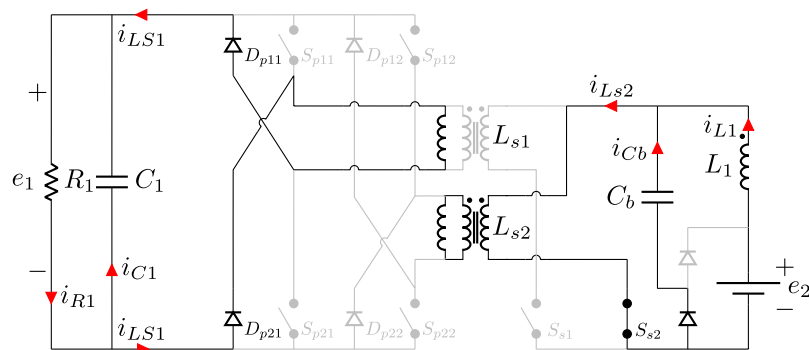 i_{LS1}
D_{p11}
S_{p11}
D_{p12}
S_{p12}
+
i_{Ls2}
i_{L1}
L_{s1}
i_{Cb}
L_1
e_1
R_1
C_1
C_b
L_{s2}
−
i_{C1}
+
e_2
−
i_{R1}
i_{LS1}
D_{p21}
S_{p21}
D_{p22}
S_{p22}
S_{s1}
S_{s2}